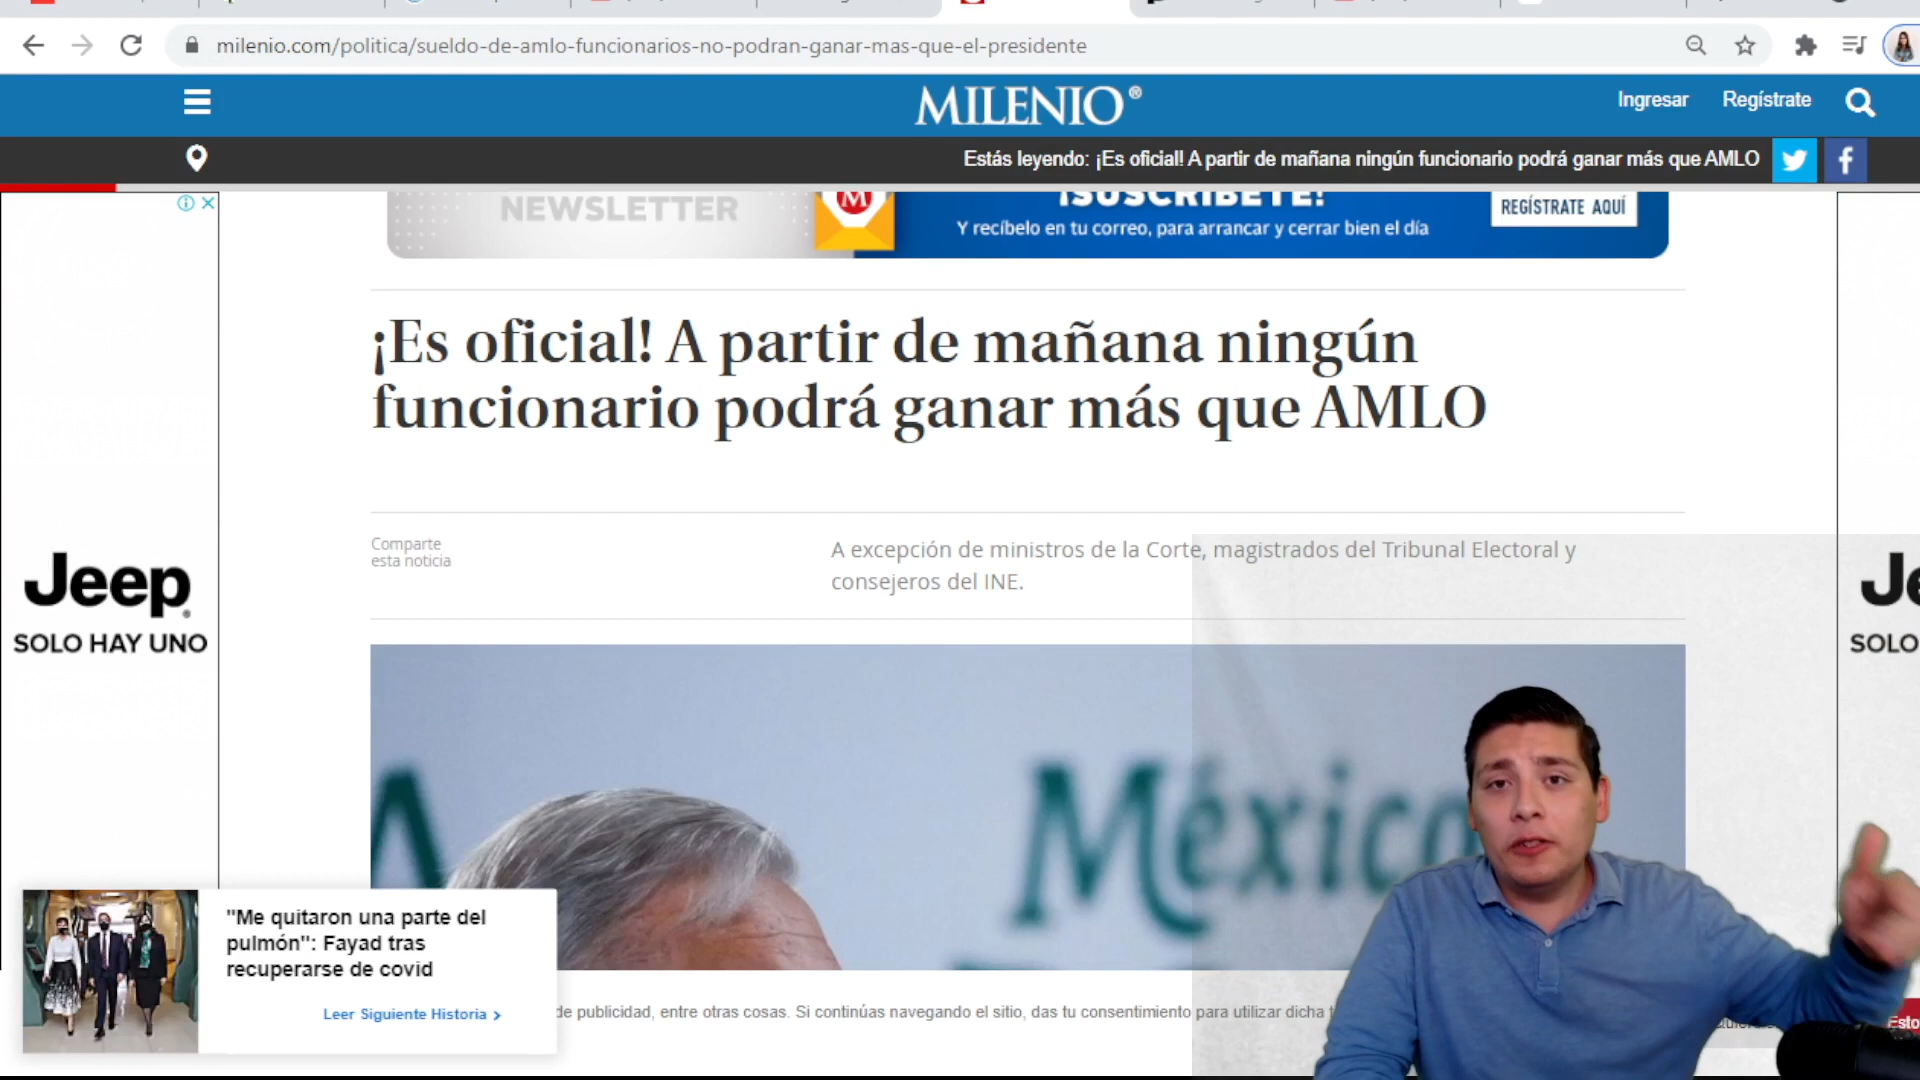 milenio.com/politica/sueldo-de-amlo-funcionarios-no-podran-ganar-mas-que-el-presidente
MILENIO®
Ingresar
Regístrate
Estás leyendo: ¡Es oficial! A partir de mañana ningún funcionario podrá ganar más que AMLO
NEWSLETTER
M
¡SUSCRÍBETE!
Y recíbelo en tu correo, para arrancar y cerrar bien el día
REGÍSTRATE AQUÍ
¡Es oficial! A partir de mañana ningún
funcionario podrá ganar más que AMLO
Comparte
esta noticia
A excepción de ministros de la Corte, magistrados del Tribunal Electoral y
consejeros del INE.
Jeep
SOLO HAY UNO
Je
SOLO
México
"Me quitaron una parte del
pulmón": Fayad tras
recuperarse de covid
Leer Siguiente Historia >
de publicidad, entre otras cosas. Si continúas navegando el sitio, das tu consentimiento para utilizar dicha
Esto